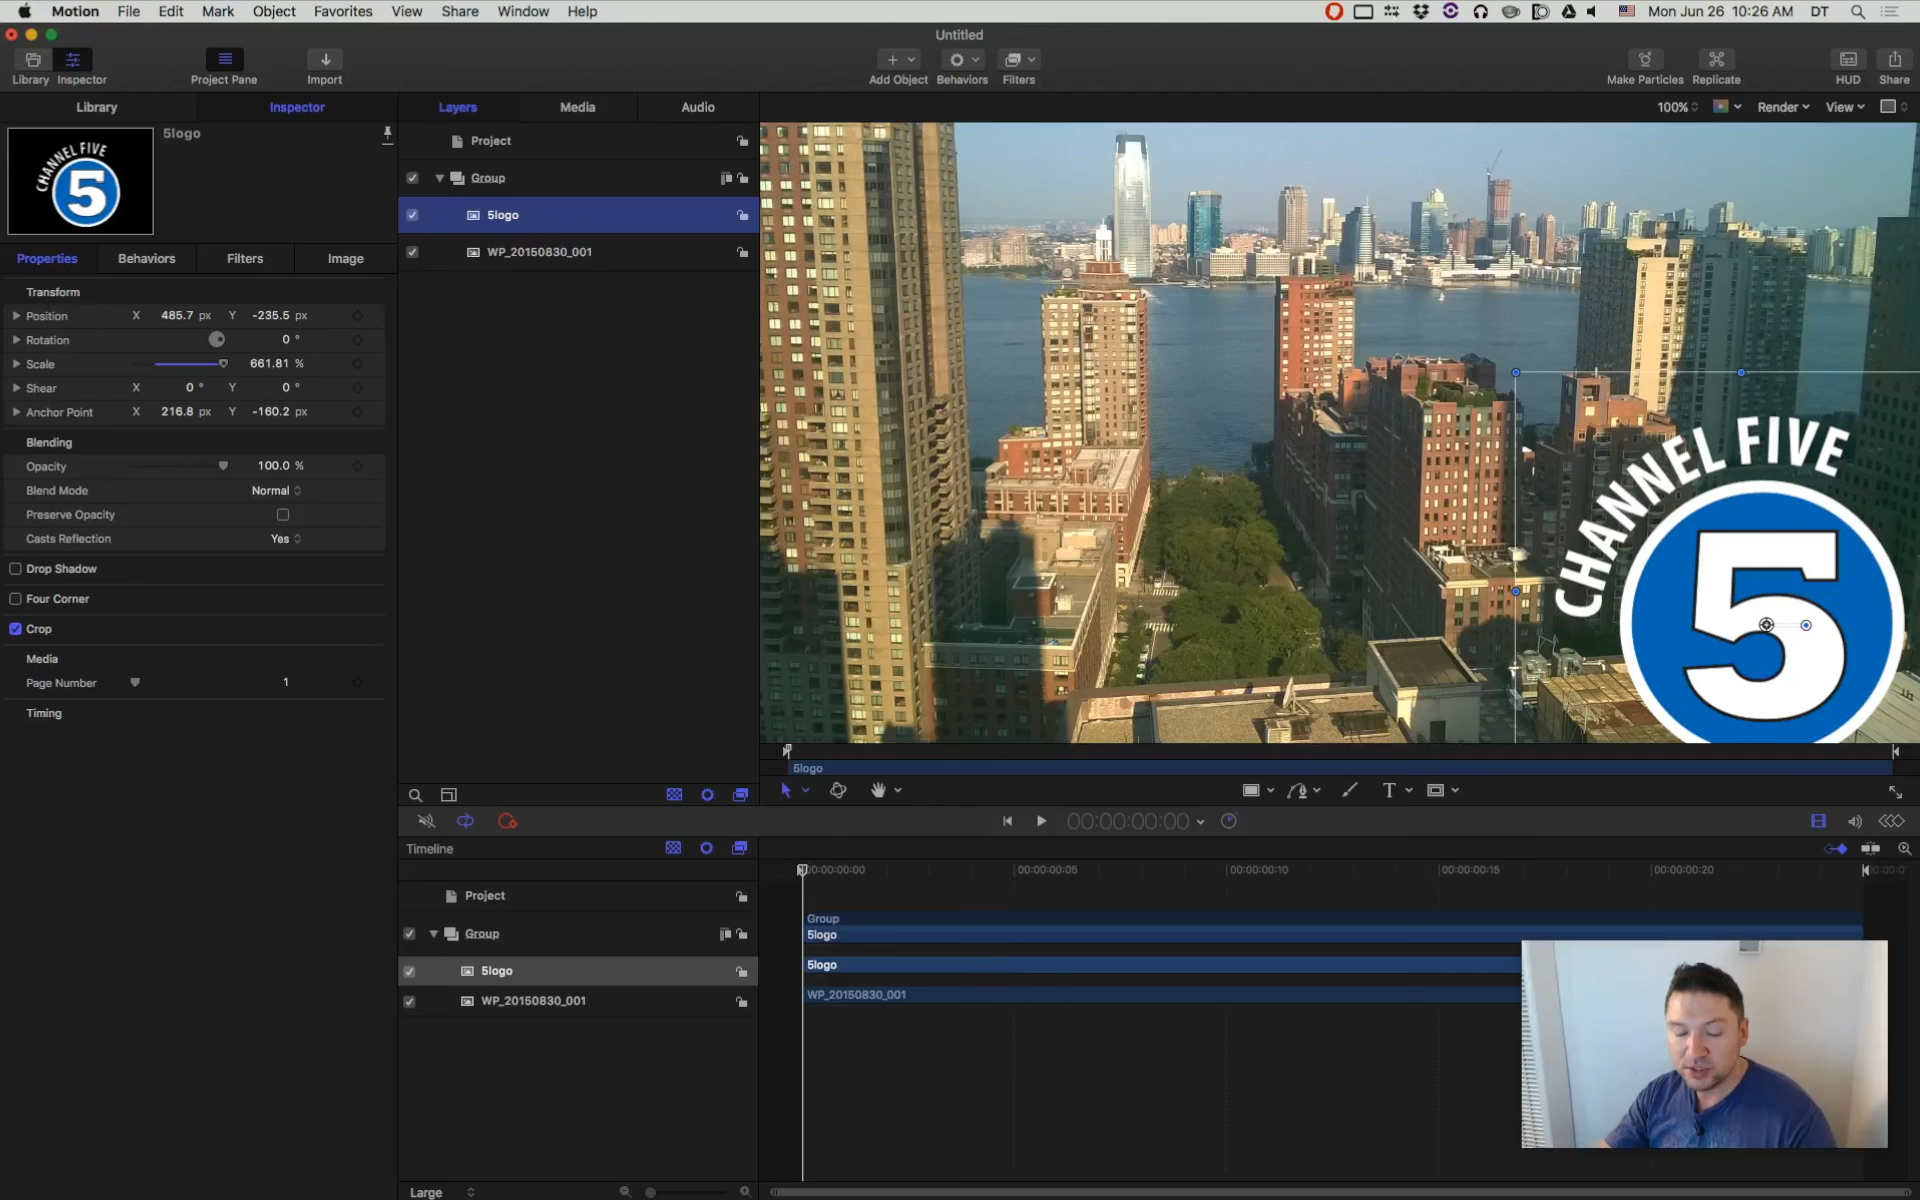 Motion File Edit Mark Object Favorites View Share Window Help Mon Jun 26 10:26 AM DT
Untitled
Library Inspector Project Pane Import Add Object Behaviors Filters Make Particles Replicate HUD Share
Library Inspector Layers Media Audio 100% Render View
5logo
CHANNEL FIVE
5
Properties Behaviors Filters Image
Transform
Position X 485.7 px Y -235.5 px
Rotation 0 °
Scale 661.81 %
Shear X 0 ° Y 0 °
Anchor Point X 216.8 px Y -160.2 px
Blending
Opacity 100.0 %
Blend Mode Normal
Preserve Opacity
Casts Reflection Yes
Drop Shadow
Four Corner
Crop
Media
Page Number 1
Timing
Project
Group
5logo
WP_20150830_001
CHANNEL FIVE
5
5logo
T
00:00:00:00
Timeline
00:00:00:00 00:00:00:05 00:00:00:10 00:00:00:15 00:00:00:20
Project
Group
5logo
WP_20150830_001
Group
5logo
5logo
WP_20150830_001
Large